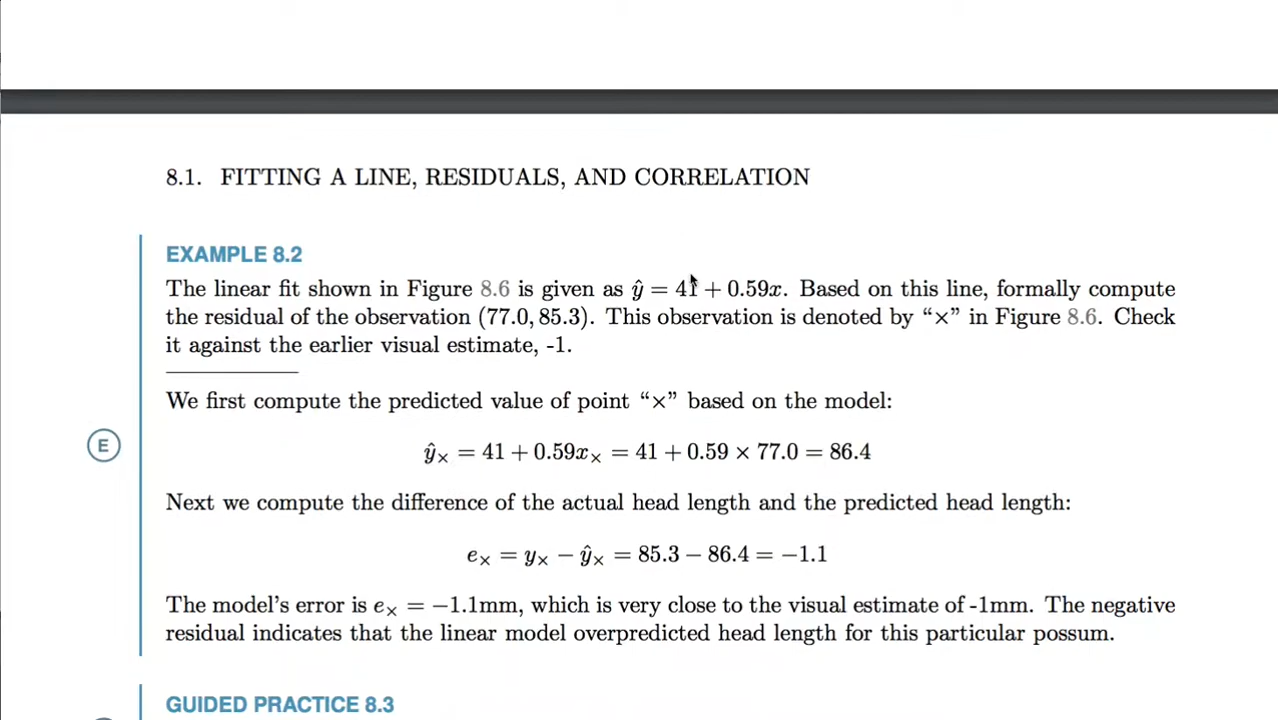 8.1. FITTING A LINE, RESIDUALS, AND CORRELATION
EXAMPLE 8.2
The linear fit shown in Figure 8.6 is given as ŷ = 41 + 0.59x. Based on this line, formally compute
the residual of the observation (77.0, 85.3). This observation is denoted by “×” in Figure 8.6. Check
it against the earlier visual estimate, -1.
We first compute the predicted value of point “×” based on the model:
E
ŷ× = 41 + 0.59x× = 41 + 0.59 × 77.0 = 86.4
Next we compute the difference of the actual head length and the predicted head length:
e× = y× − ŷ× = 85.3 − 86.4 = −1.1
The model’s error is e× = −1.1mm, which is very close to the visual estimate of -1mm. The negative
residual indicates that the linear model overpredicted head length for this particular possum.
GUIDED PRACTICE 8.3